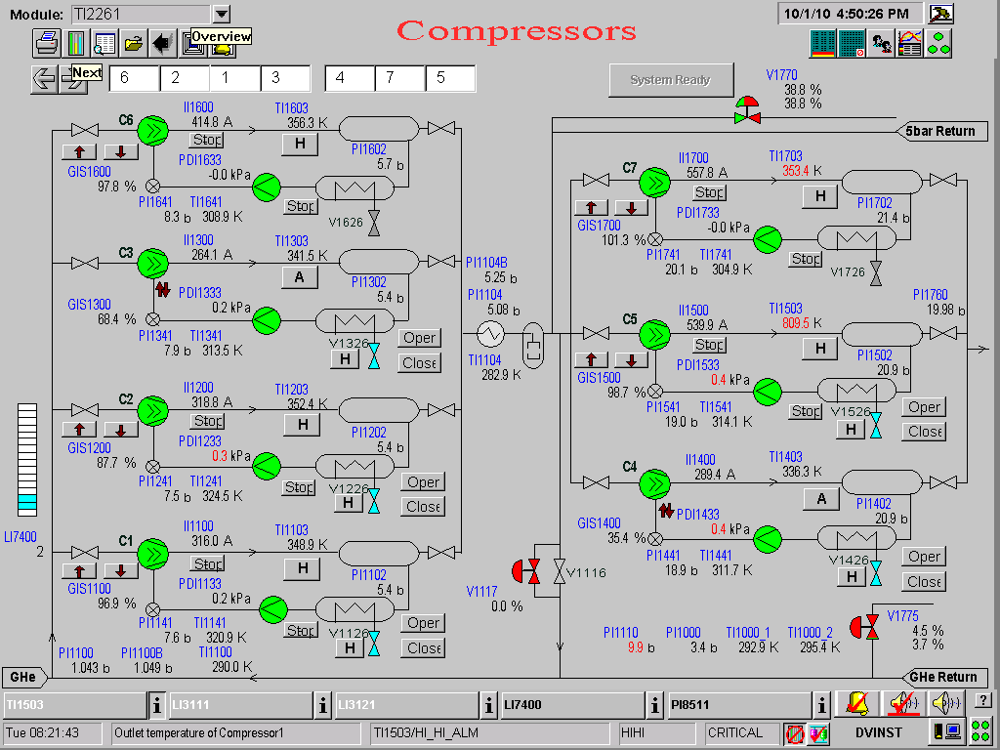 Module: TI2261
Compressors
10/1/10 4:50:26 PM
Overview
Next
6 2 1 3 4 7 5
System Ready
V1770
38.8 %
38.8 %
5bar Return
C6
II1600
414.8 A
Stop
TI1603
356.3 K
H
PI1602
5.7 b
GIS1600
97.8 %
PDI1633
-0.0 kPa
Stop
PI1641
8.3 b
TI1641
308.9 K
V1626
C3
II1300
264.1 A
TI1303
341.5 K
A
PI1302
5.4 b
GIS1300
68.4 %
PDI1333
0.2 kPa
PI1341
7.9 b
TI1341
313.5 K
V1326
H
Oper
Close
C2
II1200
318.8 A
Stop
TI1203
352.4 K
H
PI1202
5.4 b
GIS1200
87.7 %
PDI1233
0.3 kPa
Stop
PI1241
7.5 b
TI1241
324.5 K
V1226
H
Oper
Close
LI7400
2
C1
II1100
316.0 A
Stop
TI1103
348.9 K
H
PI1102
5.4 b
GIS1100
96.9 %
PDI1133
0.2 kPa
Stop
PI1141
7.6 b
TI1141
320.9 K
V1126
H
Oper
Close
PI1100
1.043 b
PI1100B
1.049 b
TI1100
290.0 K
GHe
PI1104B
5.25 b
PI1104
5.08 b
TI1104
282.9 K
C7
II1700
557.8 A
Stop
TI1703
353.4 K
H
PI1702
21.4 b
GIS1700
101.3 %
PDI1733
-0.0 kPa
Stop
PI1741
20.1 b
TI1741
304.9 K
V1726
PI1760
19.98 b
C5
II1500
539.9 A
Stop
TI1503
809.5 K
H
PI1502
20.9 b
GIS1500
98.7 %
PDI1533
0.4 kPa
Stop
PI1541
19.0 b
TI1541
314.1 K
V1526
H
Oper
Close
C4
II1400
289.4 A
TI1403
336.3 K
A
PI1402
20.9 b
GIS1400
35.4 %
PDI1433
0.4 kPa
PI1441
18.9 b
TI1441
311.7 K
V1426
H
Oper
Close
V1117
0.0 %
V1116
PI1110
9.9 b
PI1000
3.4 b
TI1000_1
292.9 K
TI1000_2
295.4 K
V1775
4.5 %
3.7 %
GHe Return
TI1503 i LI3111 i LI3121 i LI7400 i PI8511 i ?
Tue 08:21:43 Outlet temperature of Compressor1 TI1503/HI_HI_ALM HIHI CRITICAL DVINST